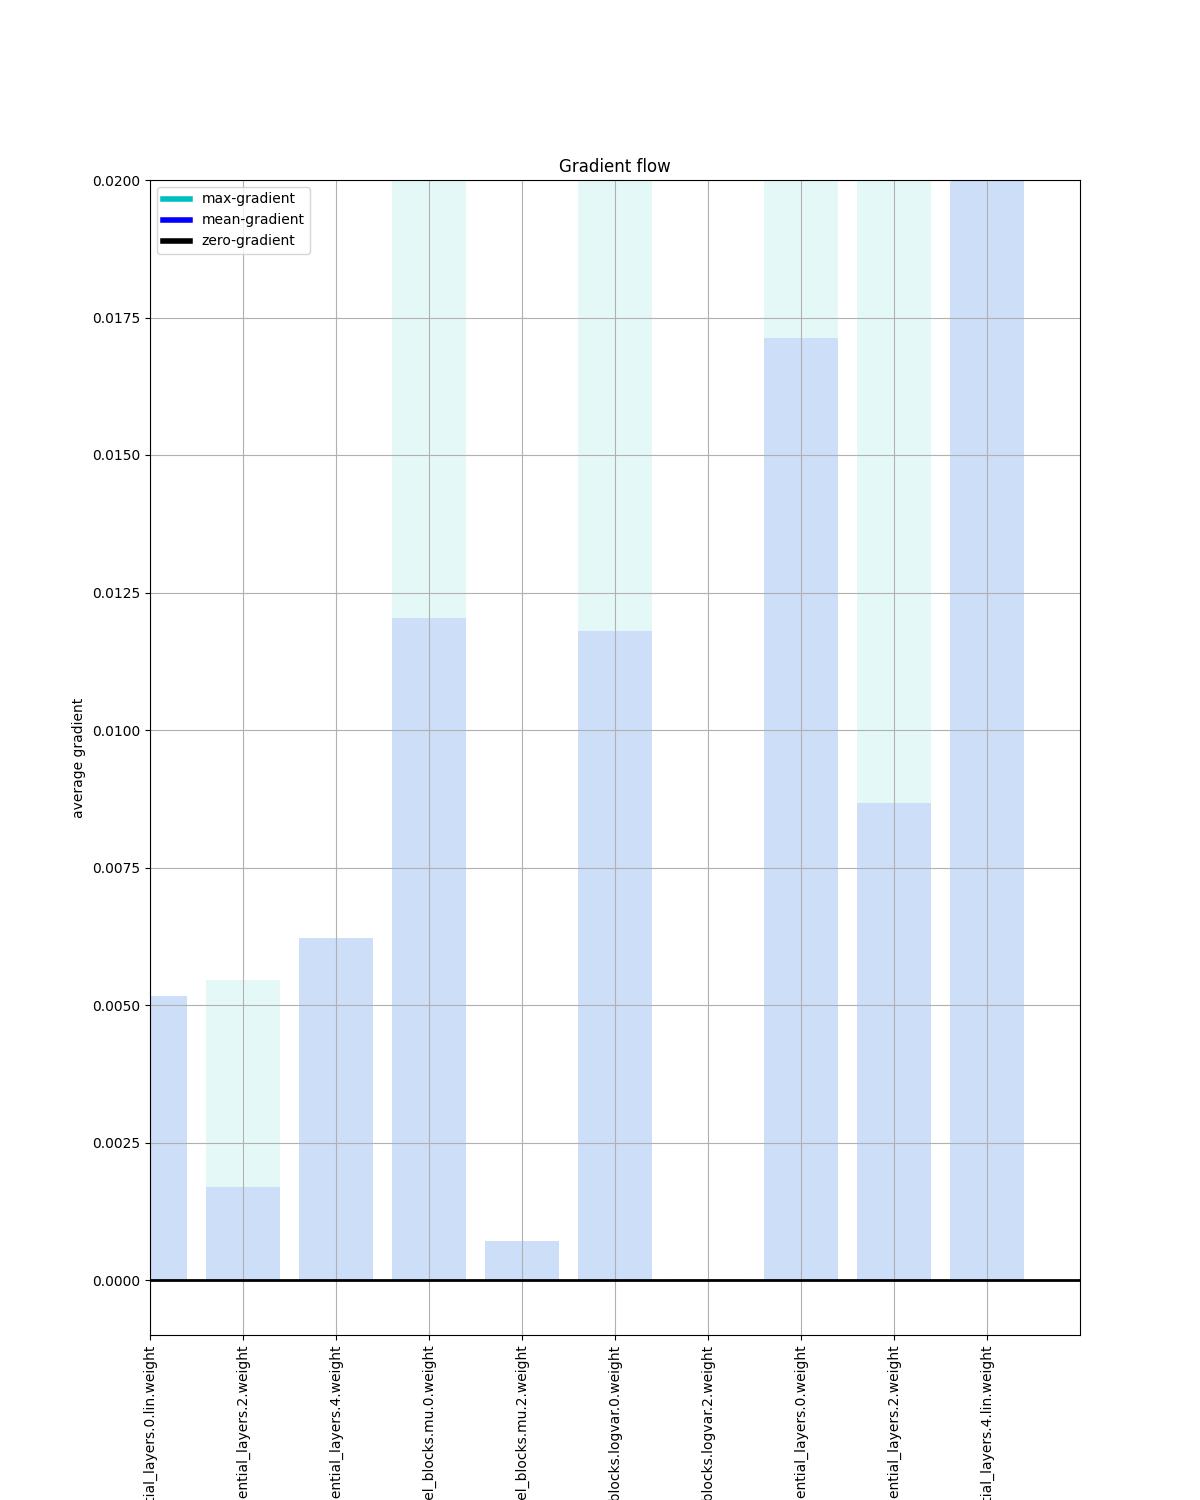 Gradient flow
max-gradient
mean-gradient
zero-gradient
0.0200
0.0175
0.0150
0.0125
0.0100
0.0075
0.0050
0.0025
0.0000
average gradient
tial_layers.0.lin.weight
ential_layers.2.weight
ential_layers.4.weight
el_blocks.mu.0.weight
el_blocks.mu.2.weight
blocks.logvar.0.weight
blocks.logvar.2.weight
ential_layers.0.weight
ential_layers.2.weight
tial_layers.4.lin.weight